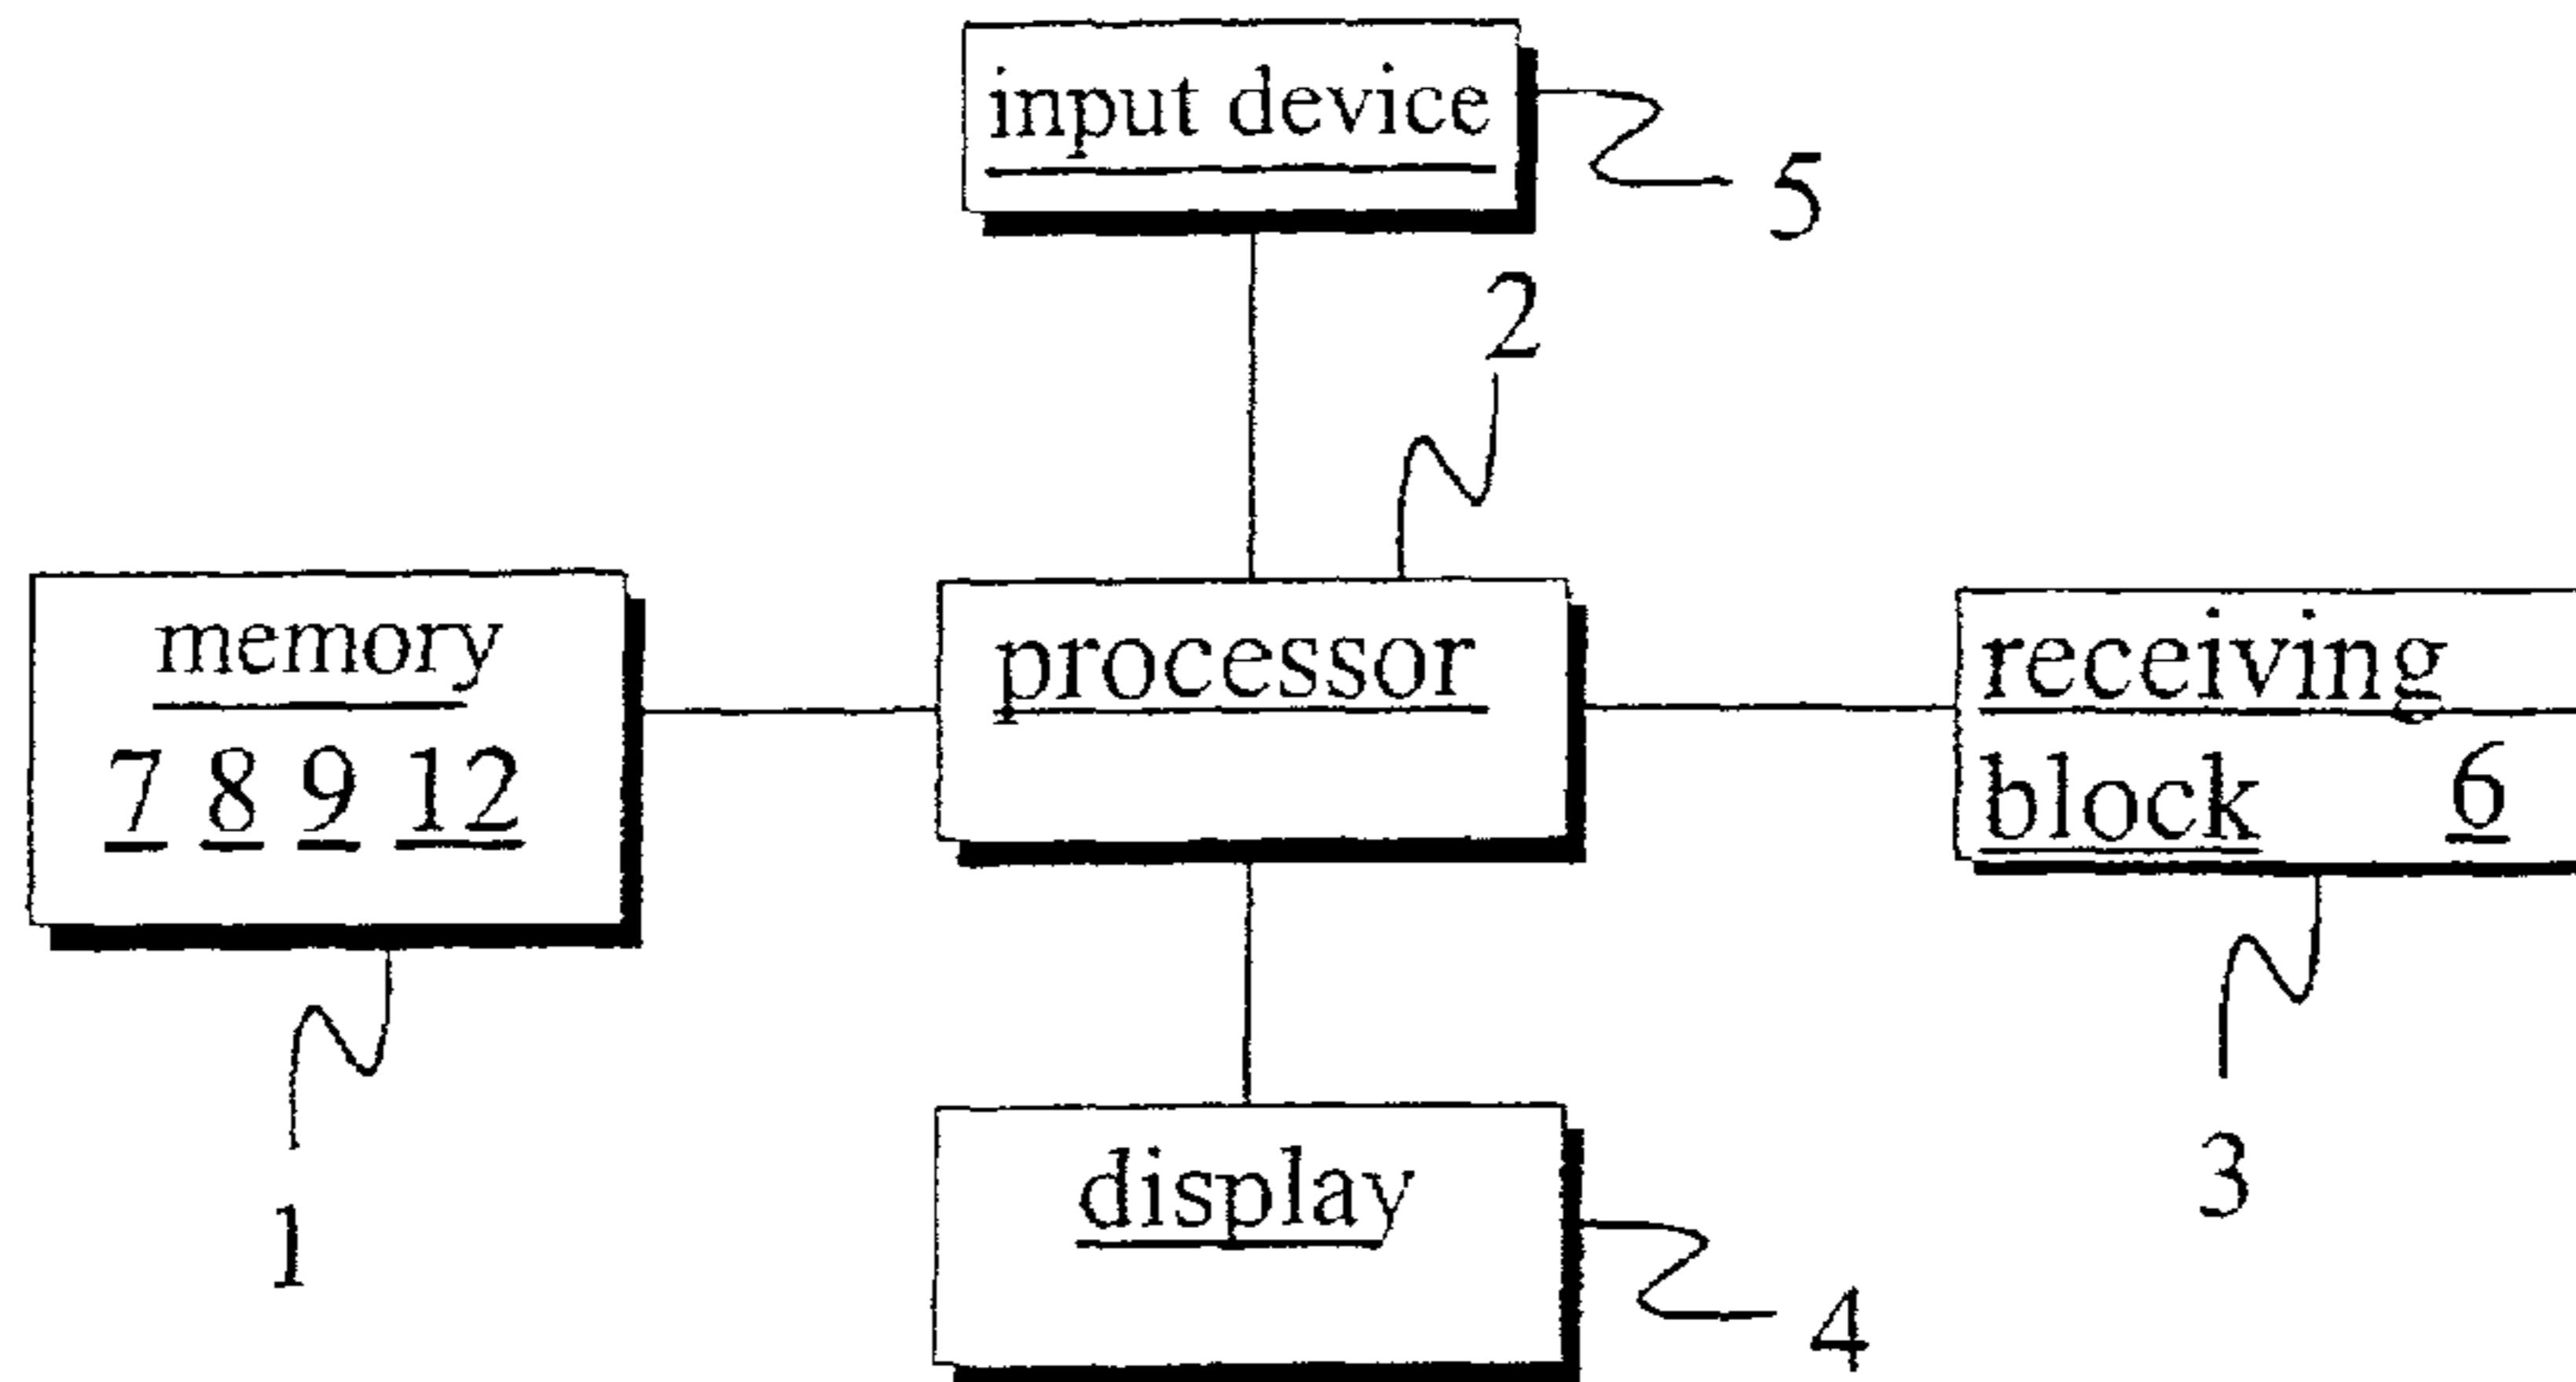 input device
5
2
memory
7 8 9 12
processor
receiving
block 6
1
display
3
4